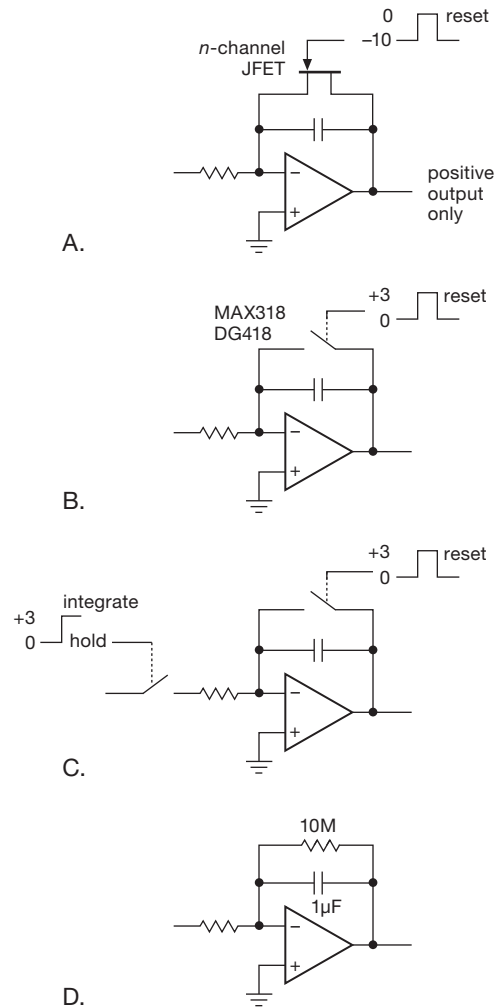 0
−10
reset
n-channel
JFET
−
+
positive
output
only
A.
MAX318
DG418
+3
0
reset
−
+
B.
+3
0
reset
integrate
+3
0
hold
−
+
C.
10M
1µF
−
+
D.